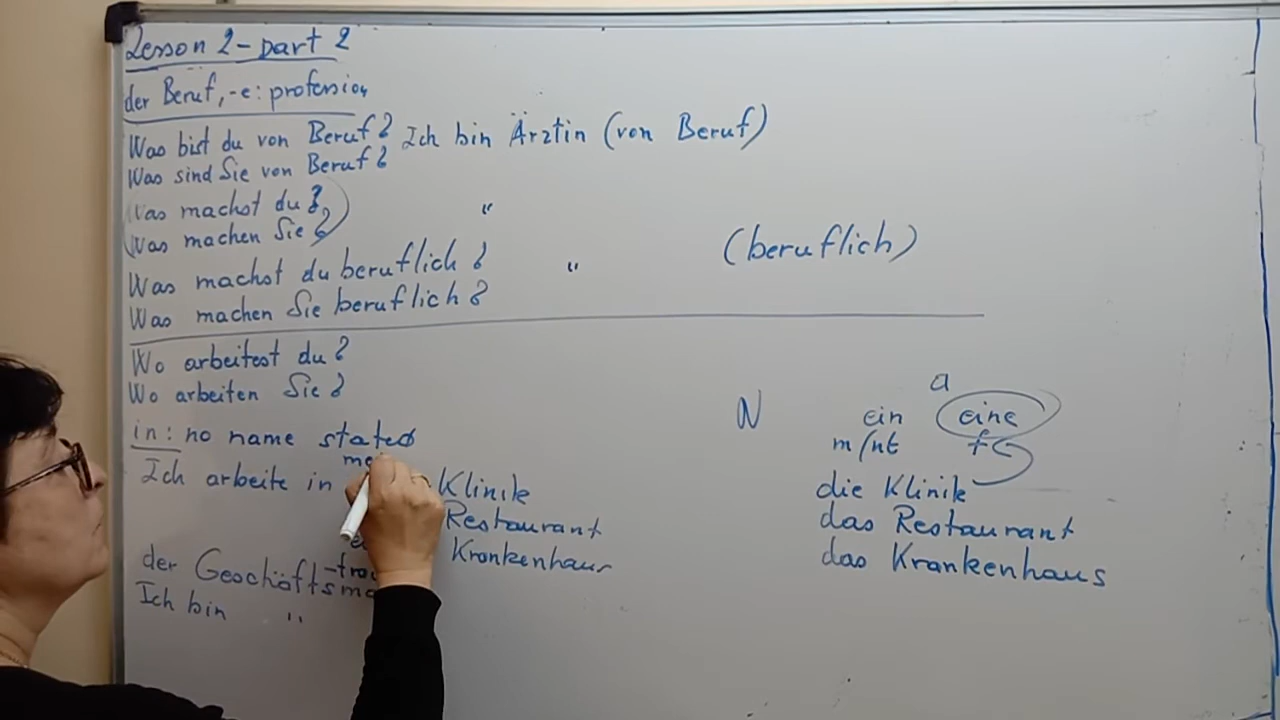 Lesson 2 - part 2
der Beruf, -e: profession
Was bist du von Beruf? Ich bin Ärztin (von Beruf)
Was sind Sie von Beruf?
(Was machst du?) "
(Was machen Sie?)
Was machst du beruflich? " (beruflich)
Was machen Sie beruflich?
Wo arbeitest du?
Wo arbeiten Sie?
in: no name stated
Ich arbeite in Klinik
Restaurant
Krankenhaus
der Geschäfts
Ich bin "
a
N ein eine
m/nt f
die Klinik
das Restaurant
das Krankenhaus